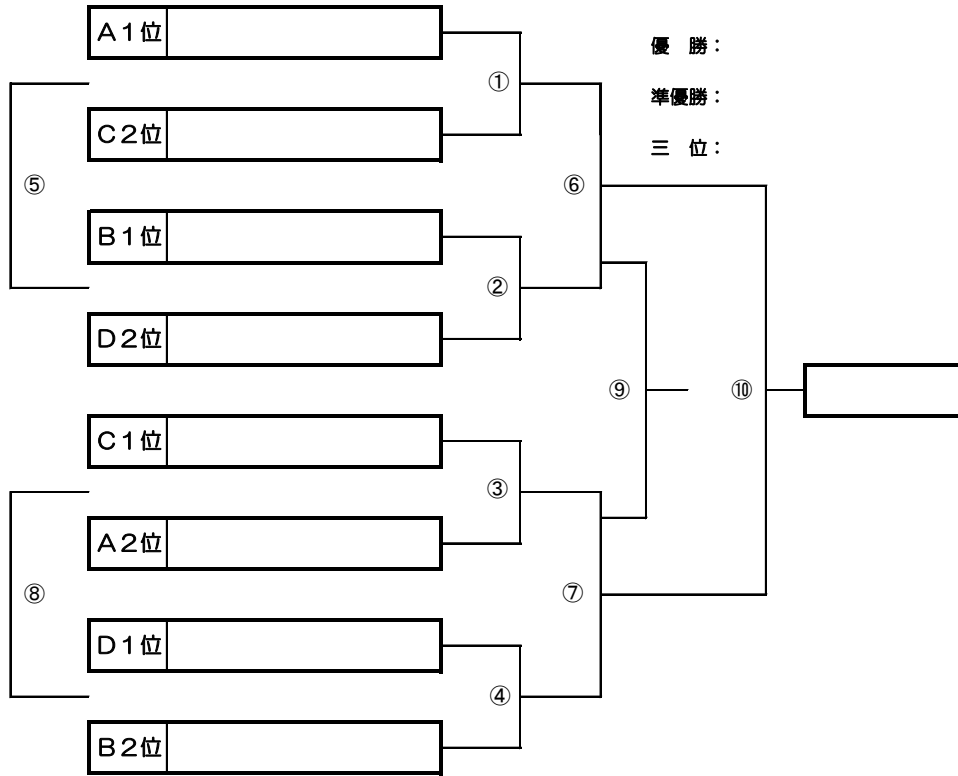 A1位
優　勝：
①
準優勝：
C2位
三　位：
⑤
⑥
B1位
②
D2位
⑨
⑩
C1位
③
A2位
⑧
⑦
D1位
④
B2位